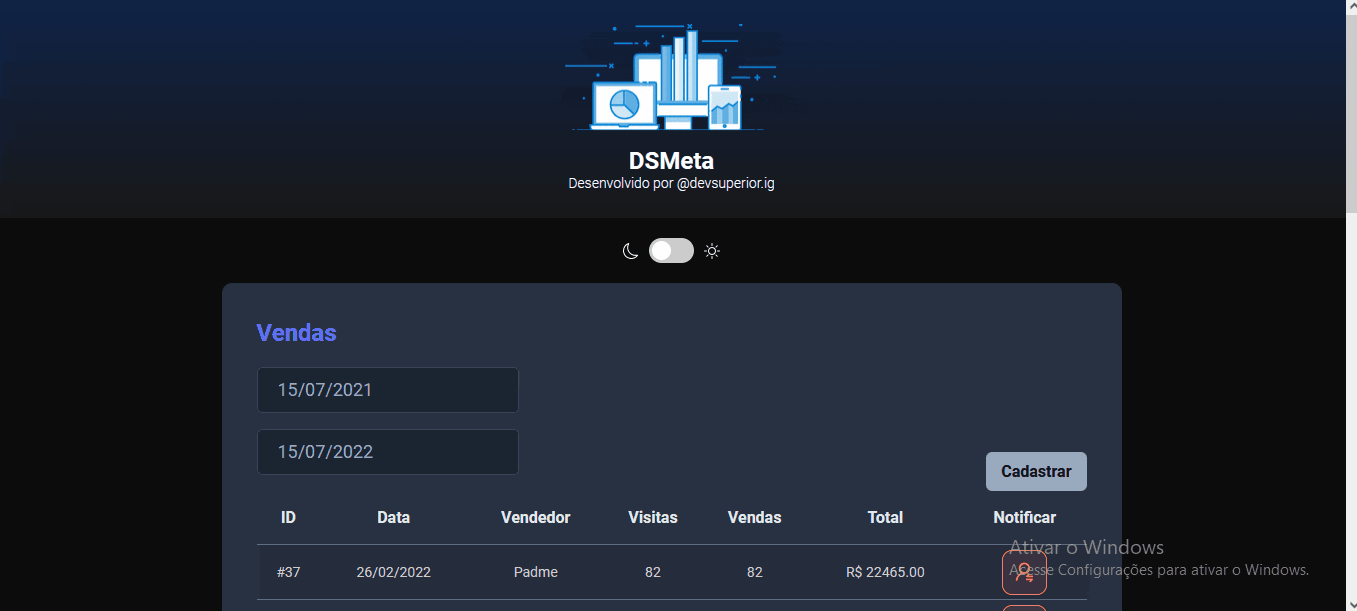 DSMeta
Desenvolvido por @devsuperior.ig
Vendas
15/07/2021
15/07/2022
Cadastrar
ID Data Vendedor Visitas Vendas Total Notificar
#37 26/02/2022 Padme 82 82 R$ 22465.00
Ativar o Windows
Acesse Configurações para ativar o Windows.